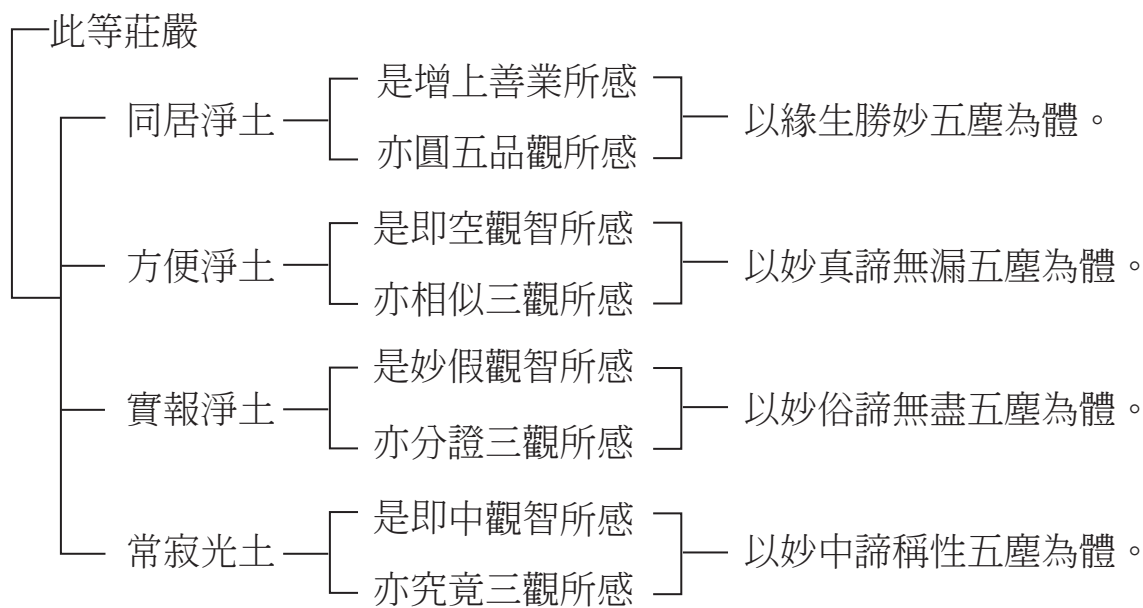 此等莊嚴
同居淨土
是增上善業所感
亦圓五品觀所感
以緣生勝妙五塵為體。
方便淨土
是即空觀智所感
亦相似三觀所感
以妙真諦無漏五塵為體。
實報淨土
是妙假觀智所感
亦分證三觀所感
以妙俗諦無盡五塵為體。
常寂光土
是即中觀智所感
亦究竟三觀所感
以妙中諦稱性五塵為體。